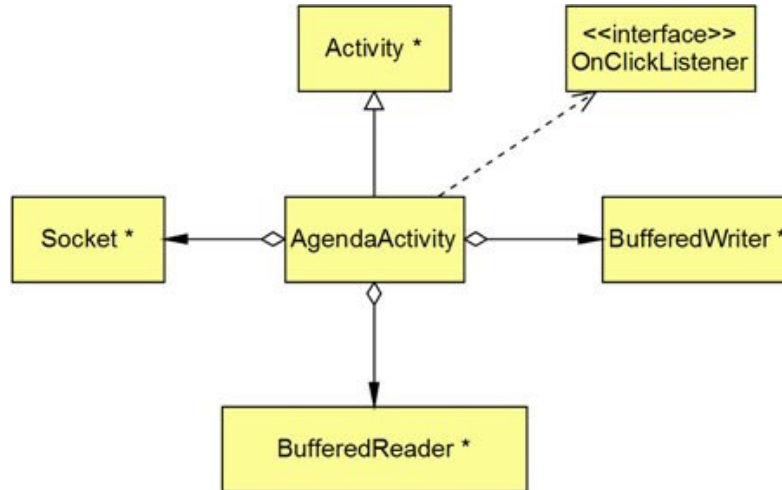 Activity *
<<interface>>
OnClickListener
Socket *
AgendaActivity
BufferedWriter *
BufferedReader *